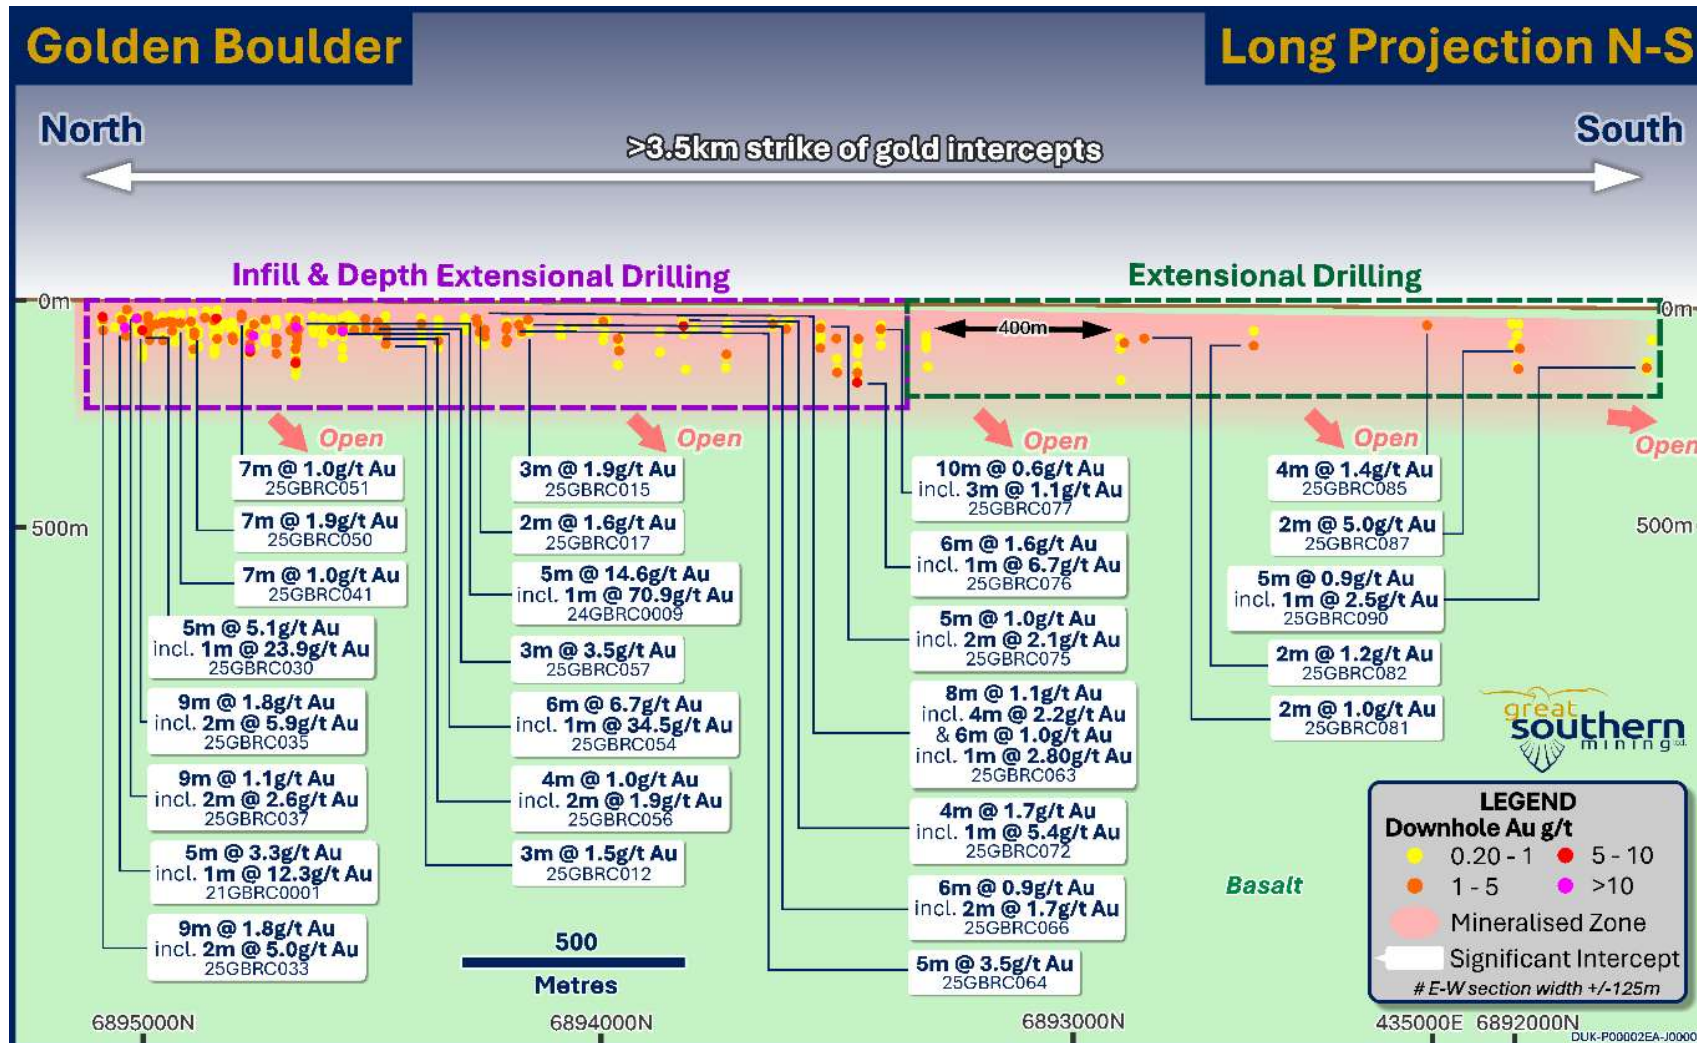 Golden Boulder
Long Projection N-S
North
South
>3.5km strike of gold intercepts
Infill & Depth Extensional Drilling
Extensional Drilling
0m
0m
400m
Open
Open
Open
Open
Open
500m
500m
7m @ 1.0g/t Au
25GBRC051
7m @ 1.9g/t Au
25GBRC050
7m @ 1.0g/t Au
25GBRC041
5m @ 5.1g/t Au
incl. 1m @ 23.9g/t Au
25GBRC030
9m @ 1.8g/t Au
incl. 2m @ 5.9g/t Au
25GBRC035
9m @ 1.1g/t Au
incl. 2m @ 2.6g/t Au
25GBRC037
5m @ 3.3g/t Au
incl. 1m @ 12.3g/t Au
21GBRC0001
9m @ 1.8g/t Au
incl. 2m @ 5.0g/t Au
25GBRC033
3m @ 1.9g/t Au
25GBRC015
2m @ 1.6g/t Au
25GBRC017
5m @ 14.6g/t Au
incl. 1m @ 70.9g/t Au
24GBRC0009
3m @ 3.5g/t Au
25GBRC057
6m @ 6.7g/t Au
incl. 1m @ 34.5g/t Au
25GBRC054
4m @ 1.0g/t Au
incl. 2m @ 1.9g/t Au
25GBRC056
3m @ 1.5g/t Au
25GBRC012
500
Metres
10m @ 0.6g/t Au
incl. 3m @ 1.1g/t Au
25GBRC077
6m @ 1.6g/t Au
incl. 1m @ 6.7g/t Au
25GBRC076
5m @ 1.0g/t Au
incl. 2m @ 2.1g/t Au
25GBRC075
8m @ 1.1g/t Au
incl. 4m @ 2.2g/t Au
& 6m @ 1.0g/t Au
incl. 1m @ 2.80g/t Au
25GBRC063
4m @ 1.7g/t Au
incl. 1m @ 5.4g/t Au
25GBRC072
6m @ 0.9g/t Au
incl. 2m @ 1.7g/t Au
25GBRC066
5m @ 3.5g/t Au
25GBRC064
4m @ 1.4g/t Au
25GBRC085
2m @ 5.0g/t Au
25GBRC087
5m @ 0.9g/t Au
incl. 1m @ 2.5g/t Au
25GBRC090
2m @ 1.2g/t Au
25GBRC082
2m @ 1.0g/t Au
25GBRC081
great
southern
mining ltd.
Basalt
LEGEND
Downhole Au g/t
0.20 - 1
5 - 10
1 - 5
>10
Mineralised Zone
Significant Intercept
# E-W section width +/-125m
6895000N
6894000N
6893000N
435000E
6892000N
DUK-P00002EA-J0000